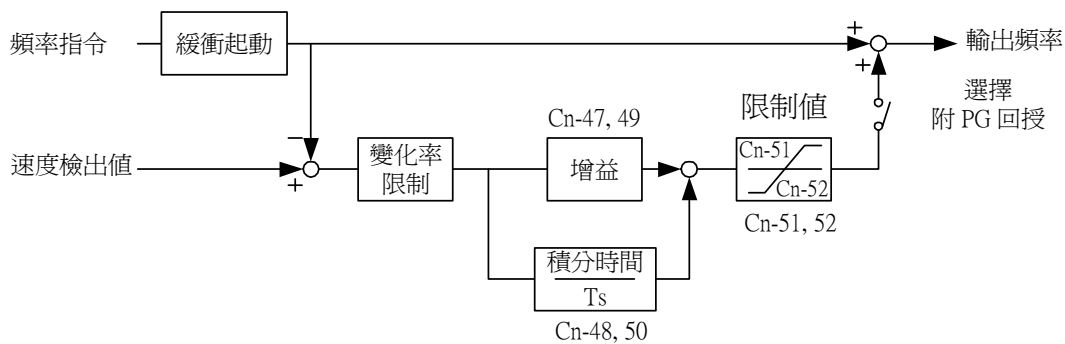 頻率指令
緩衝起動
輸出頻率
選擇
附 PG 回授
限制值
Cn-47, 49
速度檢出值
變化率
限制
增益
Cn-51
Cn-52
Cn-51, 52
積分時間
Ts
Cn-48, 50